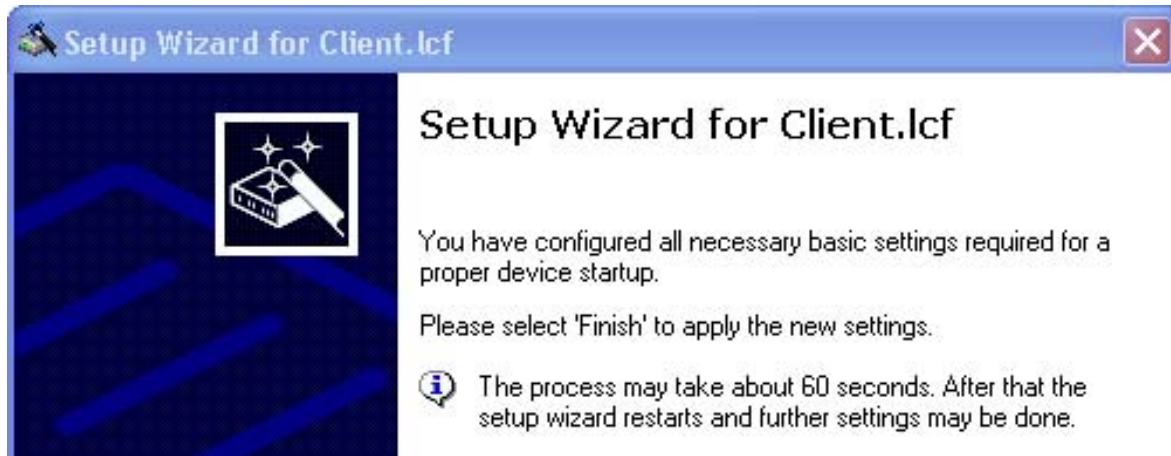 Setup Wizard for Client.lcf
Setup Wizard for Client.lcf
You have configured all necessary basic settings required for a
proper device startup.
Please select 'Finish' to apply the new settings.
The process may take about 60 seconds. After that the
setup wizard restarts and further settings may be done.